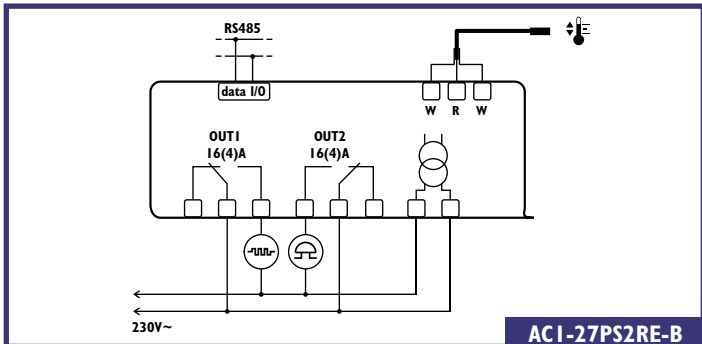 RS485
data I/O
W R W
OUT1 OUT2
16(4)A 16(4)A
230V~
AC1-27PS2RE-B